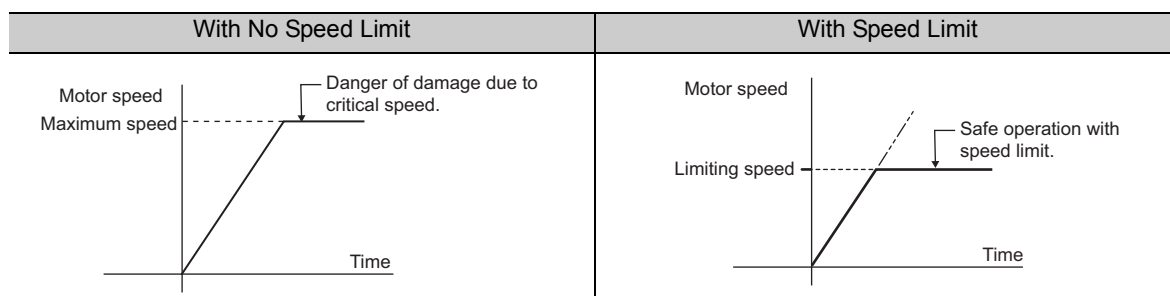 With No Speed Limit
With Speed Limit
Motor speed
Maximum speed
Danger of damage due to
critical speed.
Time
Motor speed
Limiting speed
Safe operation with
speed limit.
Time